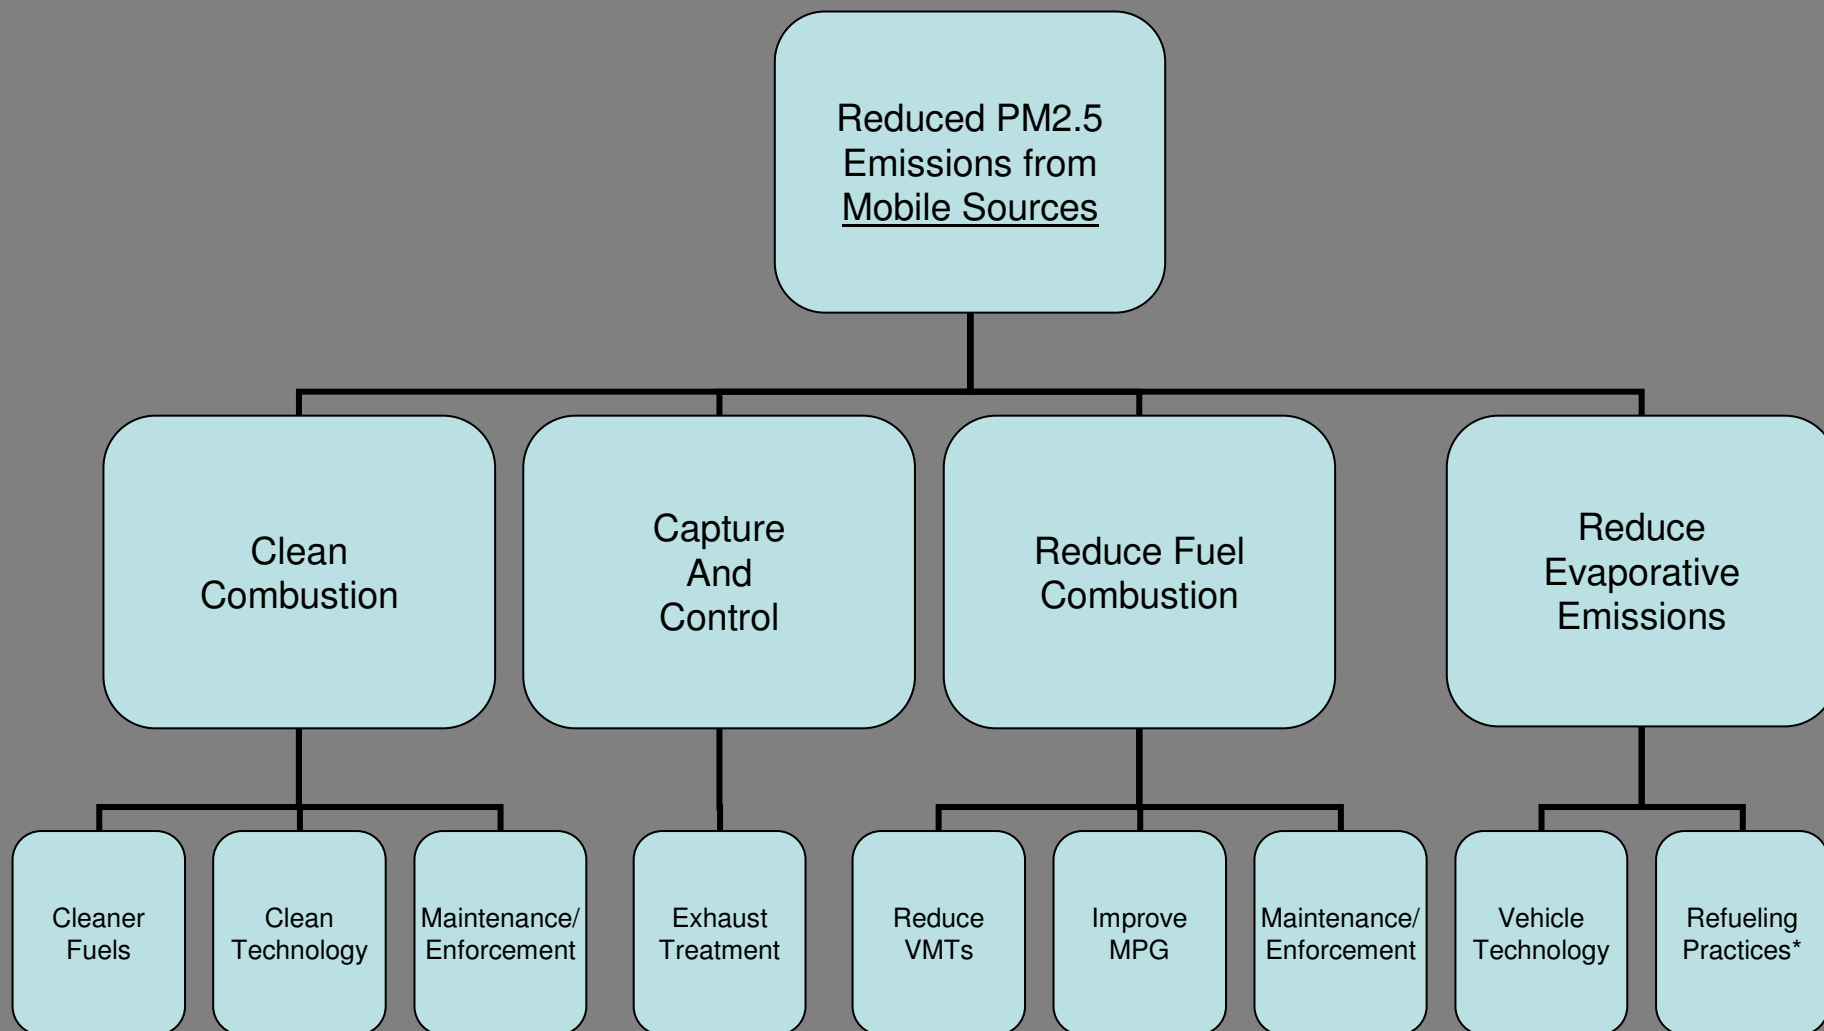 Reduced PM2.5
Emissions from
Mobile Sources
Clean
Combustion
Capture
And
Control
Reduce Fuel
Combustion
Reduce
Evaporative
Emissions
Cleaner
Fuels
Clean
Technology
Maintenance/
Enforcement
Exhaust
Treatment
Reduce
VMTs
Improve
MPG
Maintenance/
Enforcement
Vehicle
Technology
Refueling
Practices*